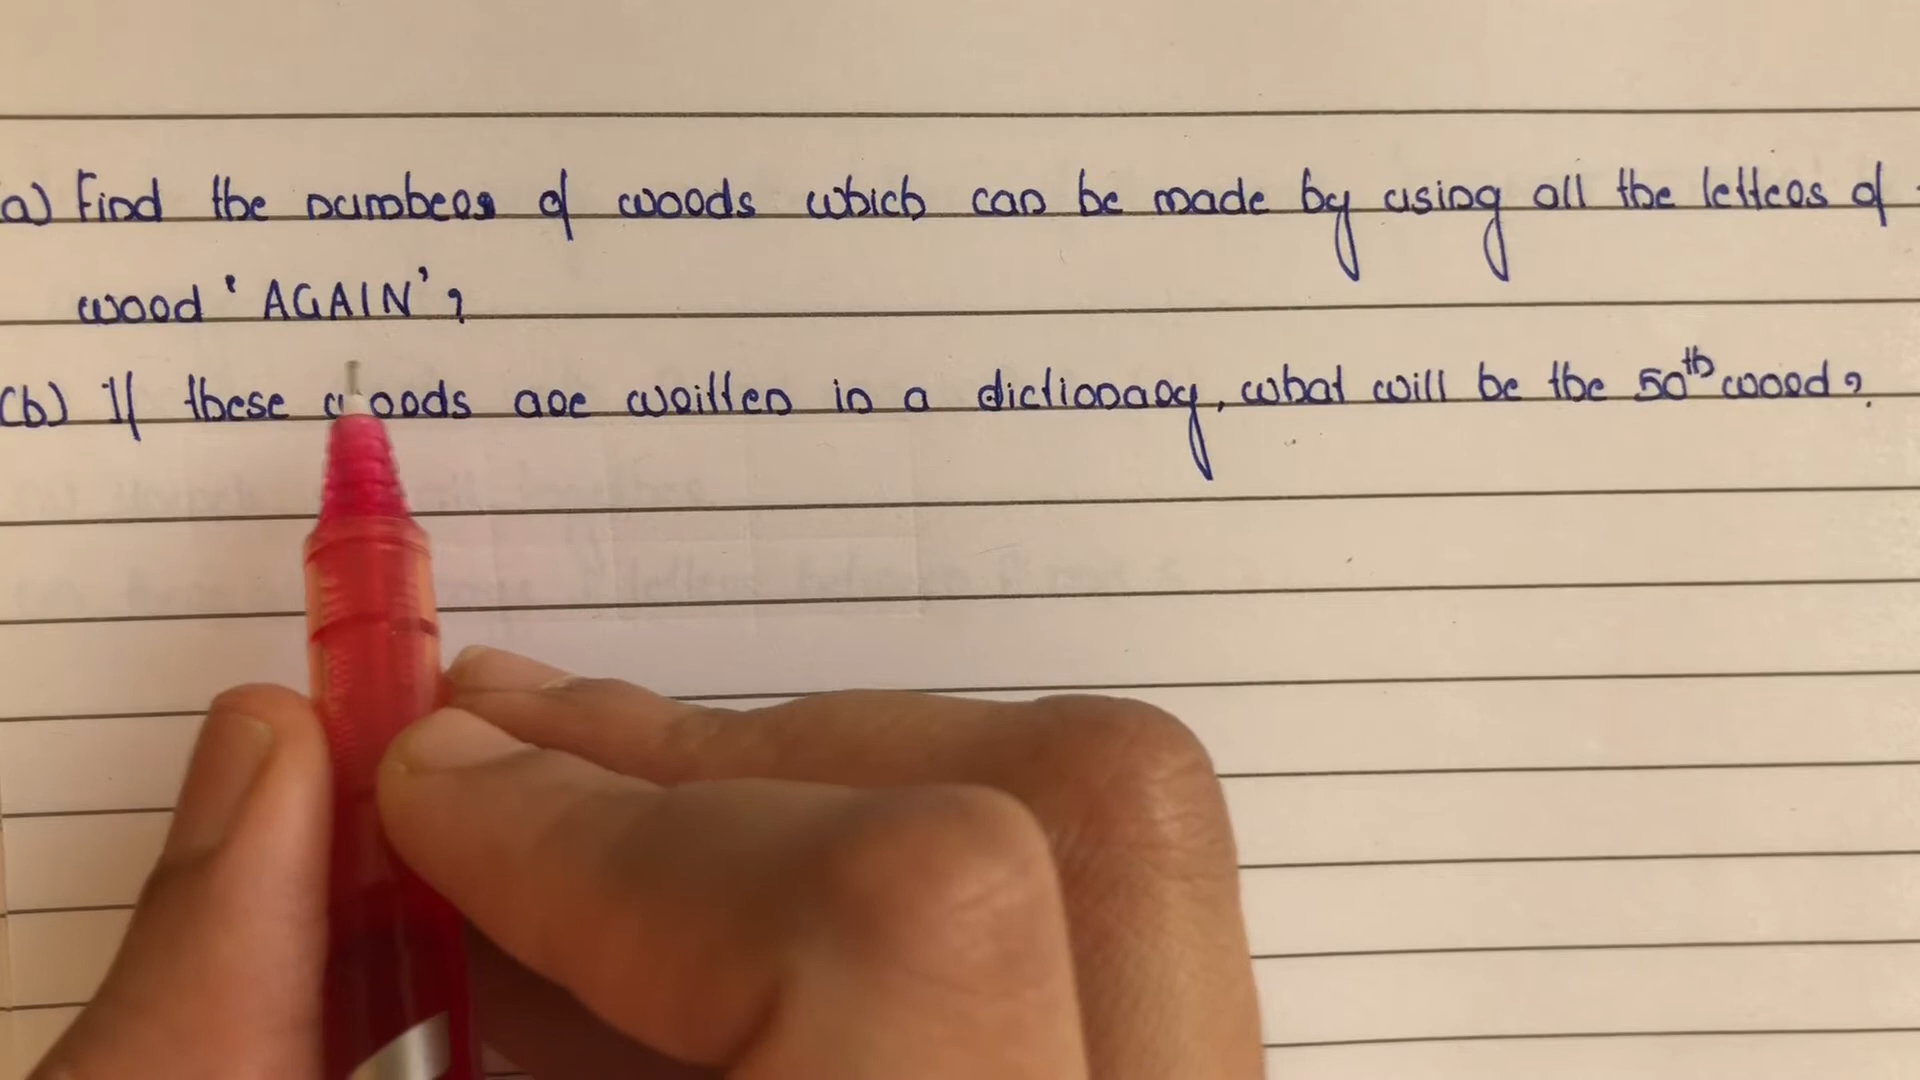 (a) Find the numbers of words which can be made by using all the letters of
word 'AGAIN'?
(b) If these words are written in a dictionary, what will be the 50th word?